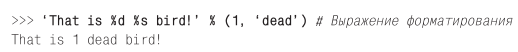 >>> ‘That is %d %s bird!’ % (1, ‘dead’) # Выражение форматирования
That is 1 dead bird!